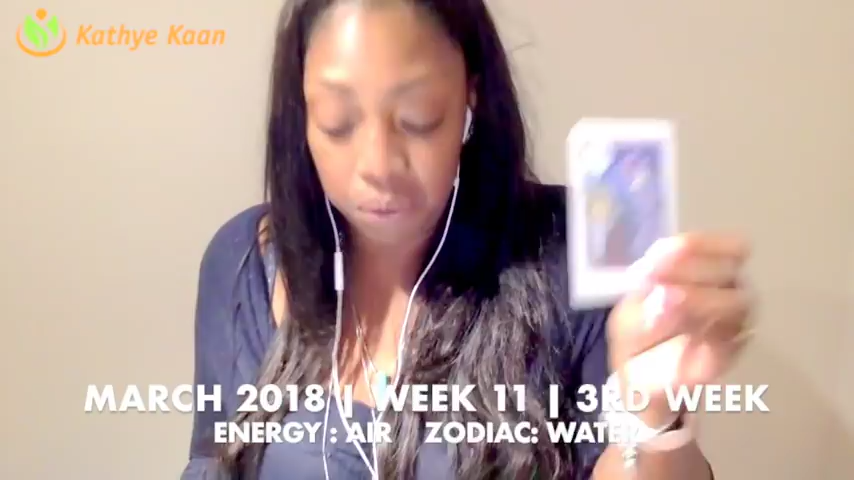 Kathye Kaan
MARCH 2018 | WEEK 11 | 3RD WEEK
ENERGY : AIR ZODIAC: WATER